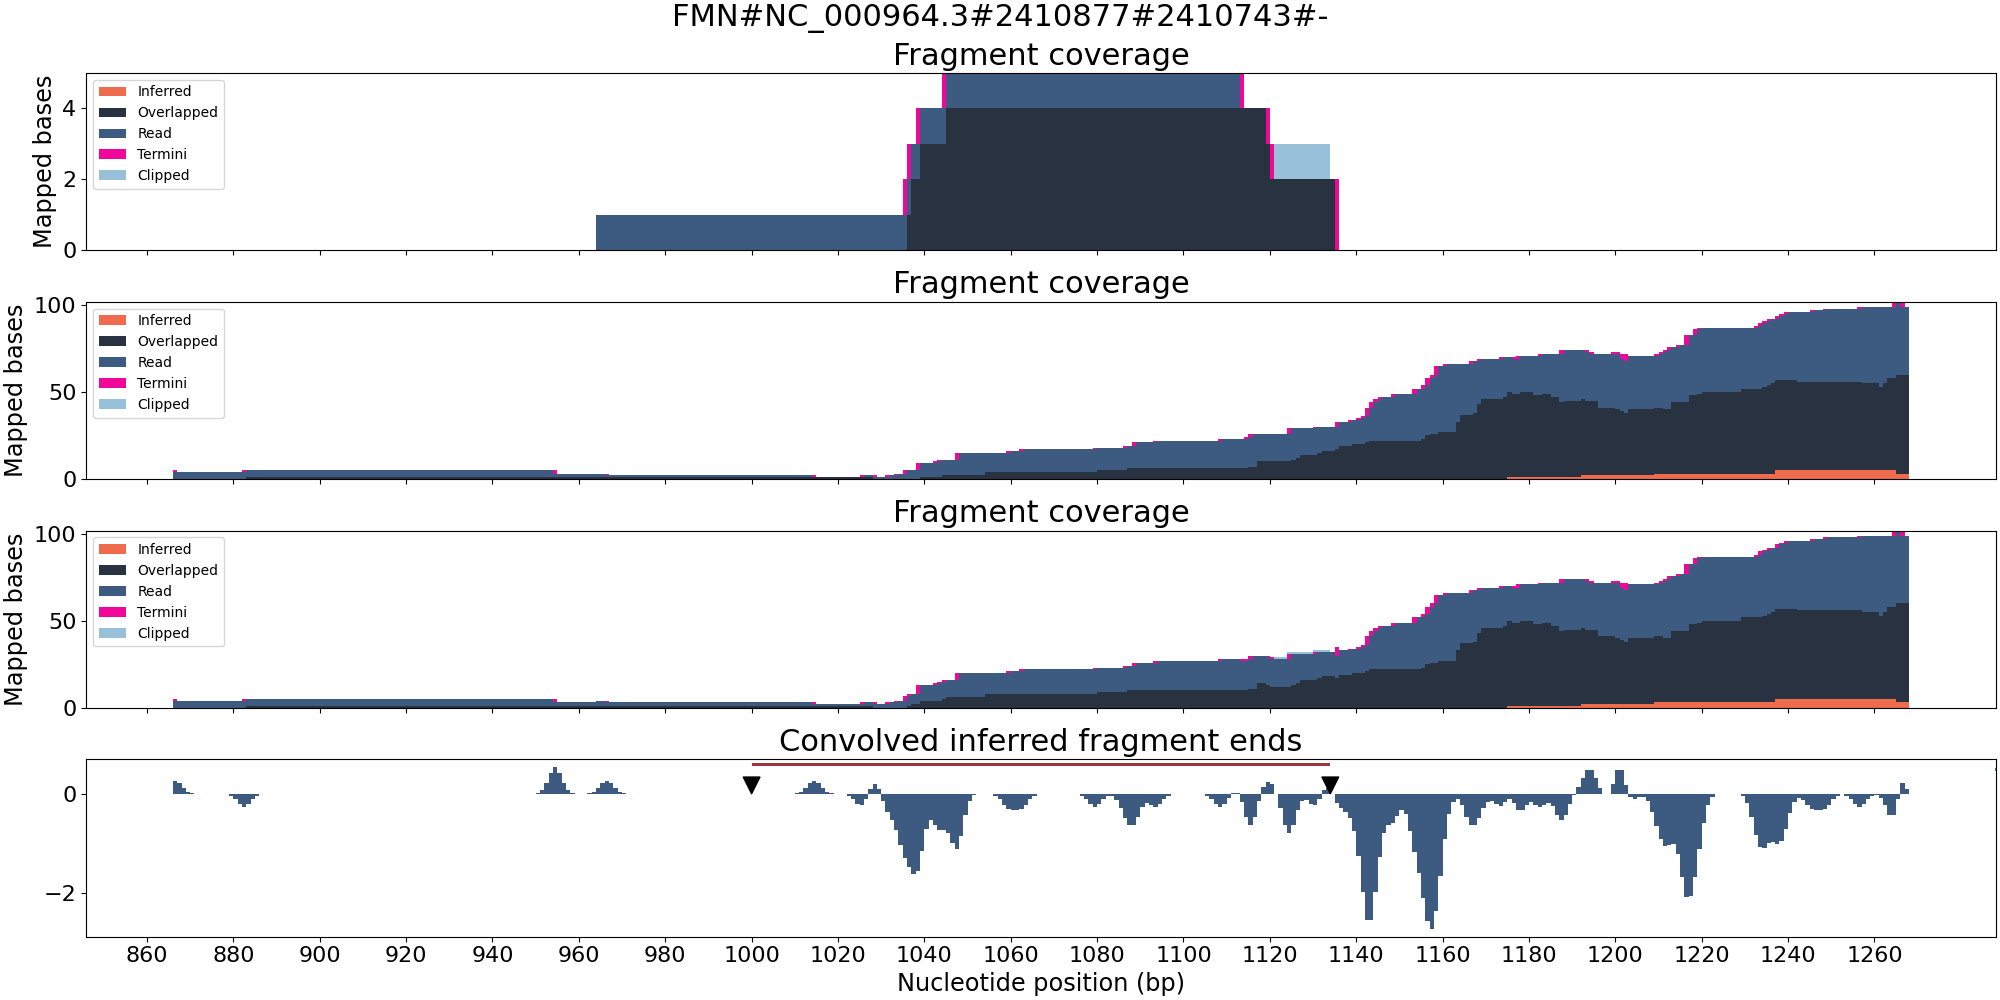 FMN#NC_000964.3#2410877#2410743#-
Fragment coverage
Mapped bases
4
2
0
Inferred
Overlapped
Read
Termini
Clipped
Fragment coverage
Mapped bases
100
50
0
Inferred
Overlapped
Read
Termini
Clipped
Fragment coverage
Mapped bases
100
50
0
Inferred
Overlapped
Read
Termini
Clipped
Convolved inferred fragment ends
0
−2
860 880 900 920 940 960 980 1000 1020 1040 1060 1080 1100 1120 1140 1160 1180 1200 1220 1240 1260
Nucleotide position (bp)